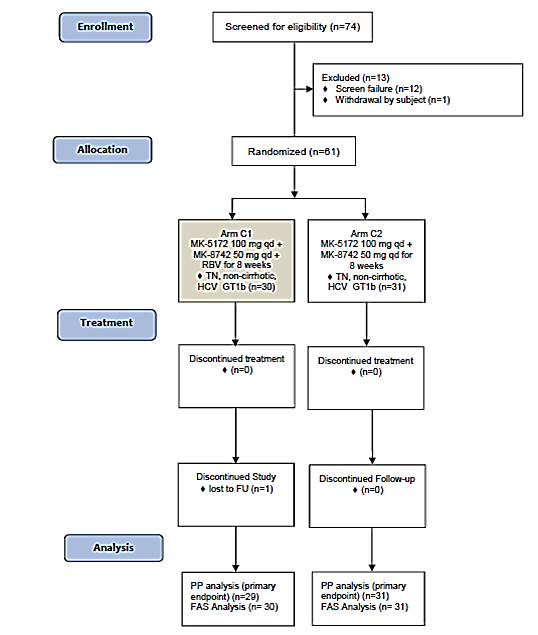 Enrollment
Screened for eligibility (n=74)
Excluded (n=13)
♦ Screen failure (n=12)
♦ Withdrawal by subject (n=1)
Allocation
Randomized (n=61)
Arm C1
MK-5172 100 mg qd +
MK-8742 50 mg qd +
RBV for 8 weeks
♦ TN, non-cirrhotic,
HCV GT1b (n=30)
Arm C2
MK-5172 100 mg qd +
MK-8742 50 mg qd for
8 weeks
♦ TN, non-cirrhotic,
HCV GT1b (n=31)
Treatment
Discontinued treatment
♦ (n=0)
Discontinued treatment
♦ (n=0)
Discontinued Study
♦ lost to FU (n=1)
Discontinued Follow-up
♦ (n=0)
Analysis
PP analysis (primary
endpoint) (n=29)
FAS Analysis (n= 30)
PP analysis (primary
endpoint) (n=31)
FAS Analysis (n= 31)